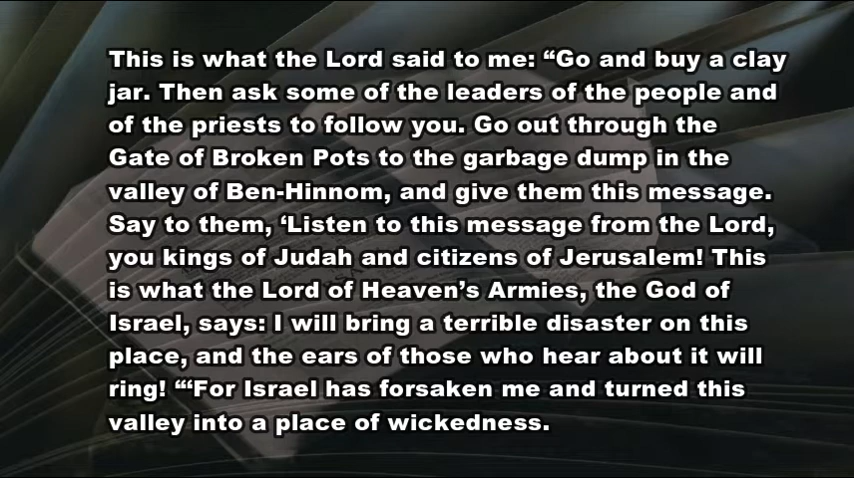 This is what the Lord said to me: “Go and buy a clay
jar. Then ask some of the leaders of the people and
of the priests to follow you. Go out through the
Gate of Broken Pots to the garbage dump in the
valley of Ben-Hinnom, and give them this message.
Say to them, ‘Listen to this message from the Lord,
you kings of Judah and citizens of Jerusalem! This
is what the Lord of Heaven’s Armies, the God of
Israel, says: I will bring a terrible disaster on this
place, and the ears of those who hear about it will
ring! “‘For Israel has forsaken me and turned this
valley into a place of wickedness.